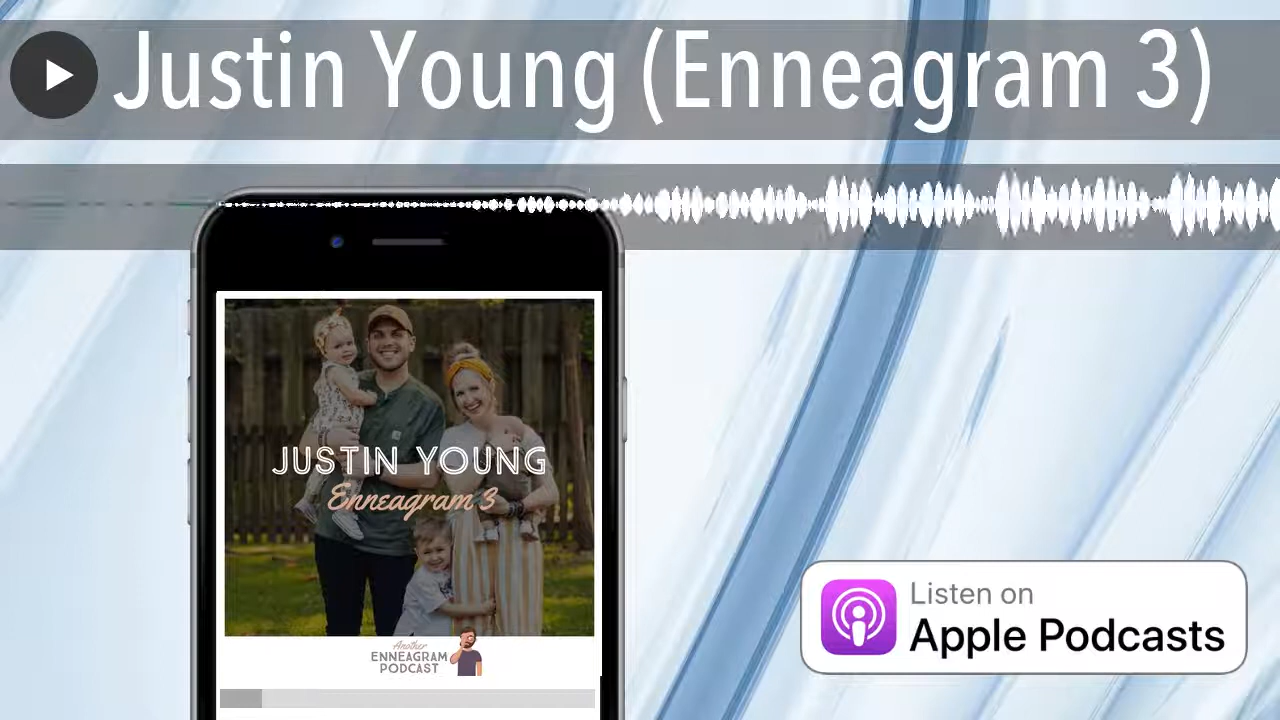 Justin Young (Enneagram 3)
JUSTIN YOUNG
Enneagram 3
Another
ENNEAGRAM
PODCAST
Listen on
Apple Podcasts